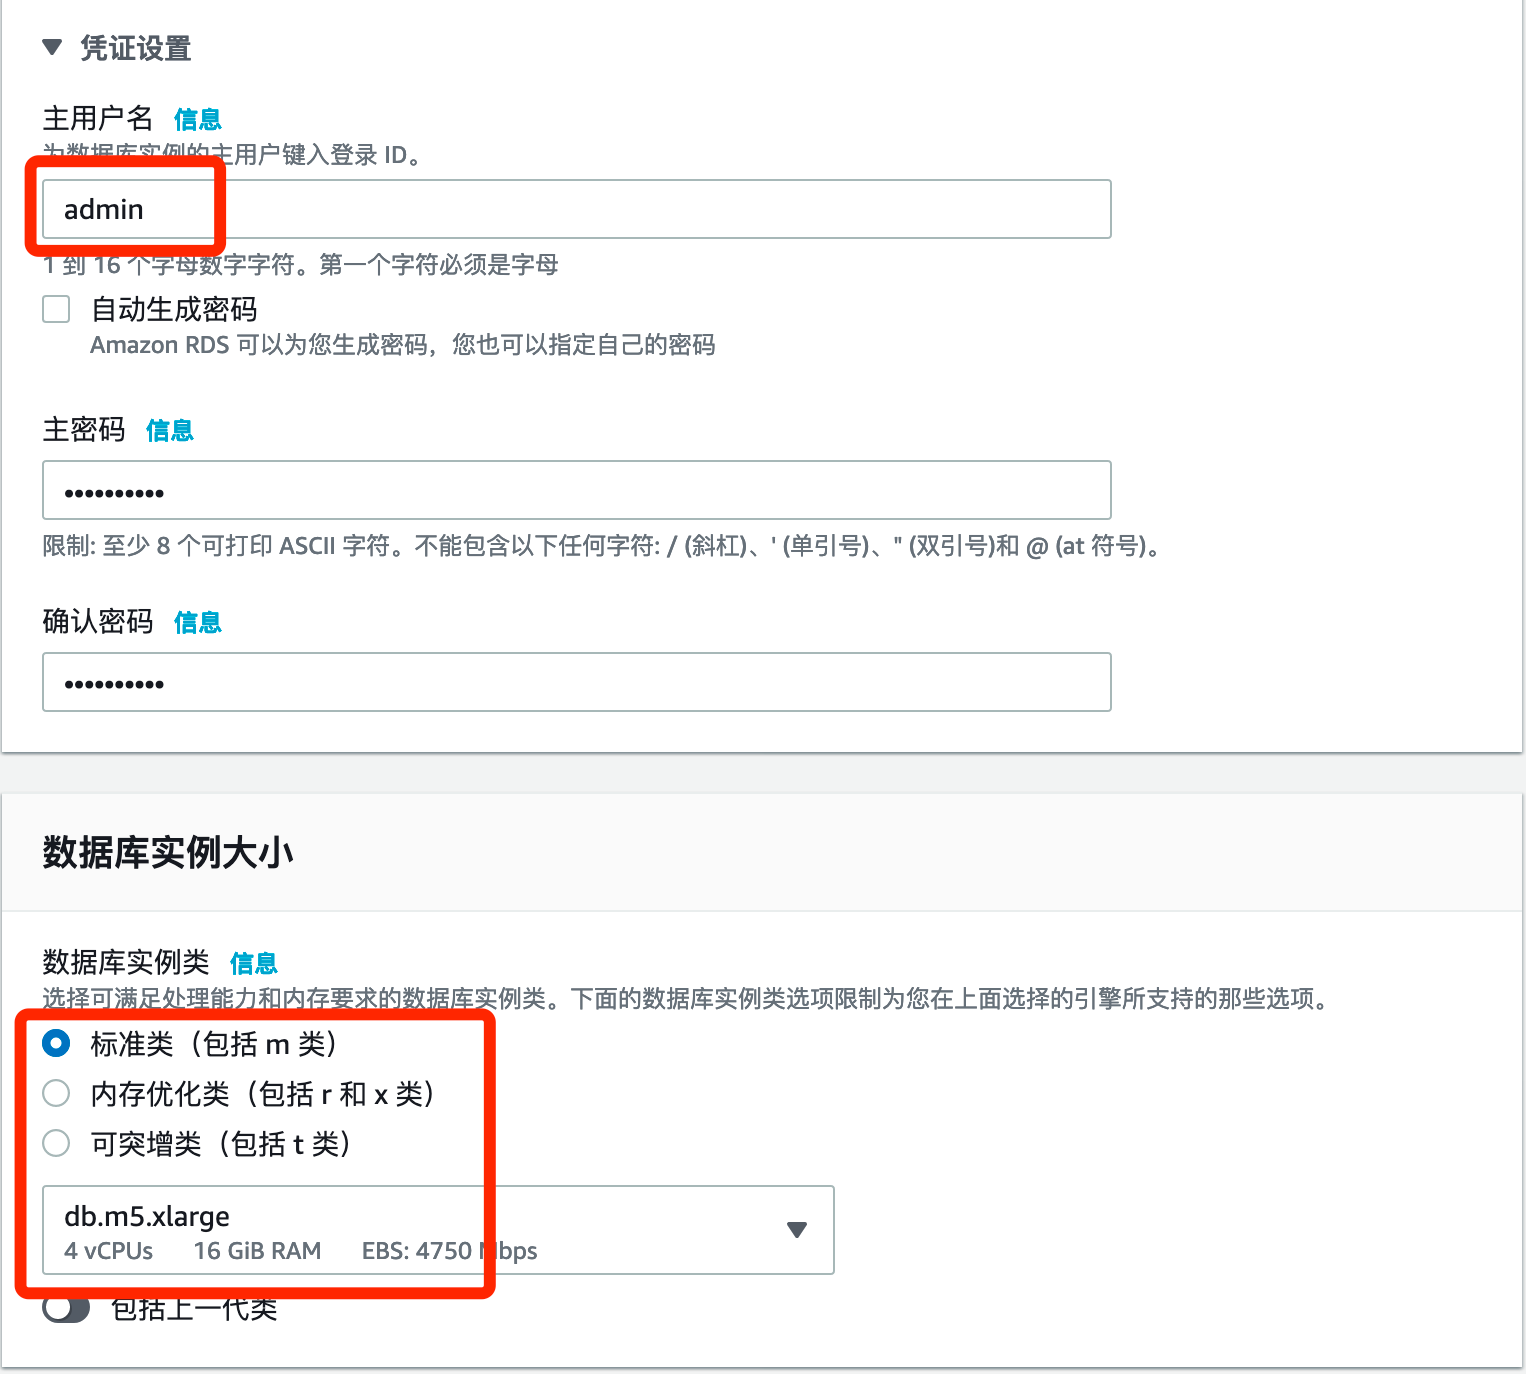 凭证设置
主用户名 信息
为数据库实例的主用户键入登录 ID。
admin
1 到 16 个字母数字字符。第一个字符必须是字母
自动生成密码
Amazon RDS 可以为您生成密码，您也可以指定自己的密码
主密码 信息
••••••••••
限制: 至少 8 个可打印 ASCII 字符。不能包含以下任何字符: / (斜杠)、' (单引号)、" (双引号)和 @ (at 符号)。
确认密码 信息
••••••••••
数据库实例大小
数据库实例类 信息
选择可满足处理能力和内存要求的数据库实例类。下面的数据库实例类选项限制为您在上面选择的引擎所支持的那些选项。
标准类（包括 m 类）
内存优化类（包括 r 和 x 类）
可突增类（包括 t 类）
db.m5.xlarge
4 vCPUs 16 GiB RAM EBS: 4750 Mbps
包括上一代类